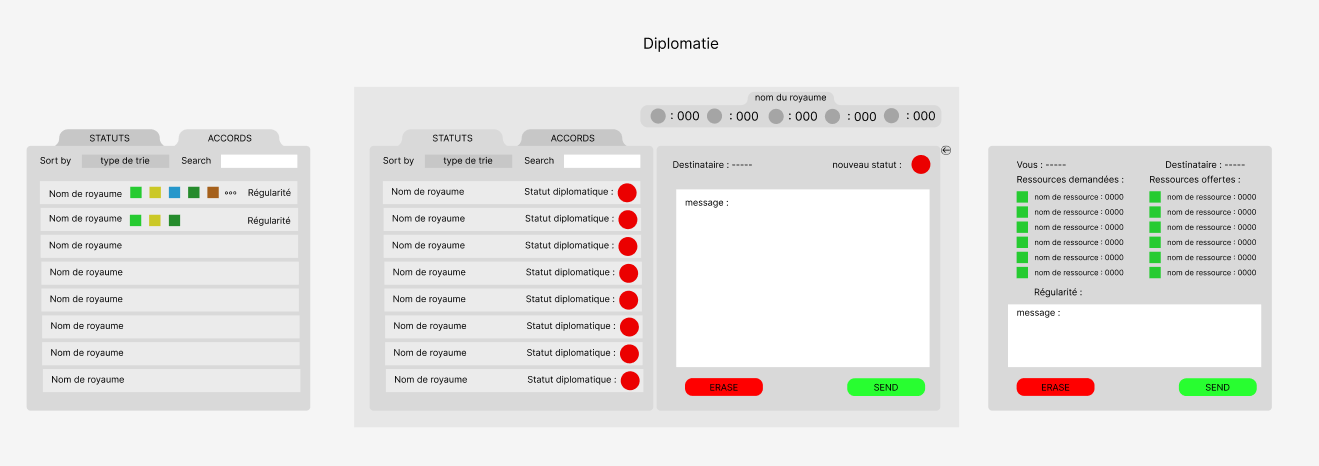 Diplomatie
STATUTS ACCORDS
Sort by type de trie Search
Nom de royaume Régularité
Nom de royaume Régularité
Nom de royaume
Nom de royaume
Nom de royaume
Nom de royaume
Nom de royaume
Nom de royaume
nom du royaume
: 000 : 000 : 000 : 000 : 000
STATUTS ACCORDS
Sort by type de trie Search
Nom de royaume Statut diplomatique :
Nom de royaume Statut diplomatique :
Nom de royaume Statut diplomatique :
Nom de royaume Statut diplomatique :
Nom de royaume Statut diplomatique :
Nom de royaume Statut diplomatique :
Nom de royaume Statut diplomatique :
Nom de royaume Statut diplomatique :
Destinataire : ----- nouveau statut :
message :
ERASE SEND
Vous : ----- Destinataire : -----
Ressources demandées : Ressources offertes :
nom de ressource : 0000 nom de ressource : 0000
nom de ressource : 0000 nom de ressource : 0000
nom de ressource : 0000 nom de ressource : 0000
nom de ressource : 0000 nom de ressource : 0000
nom de ressource : 0000 nom de ressource : 0000
nom de ressource : 0000 nom de ressource : 0000
Régularité :
message :
ERASE SEND